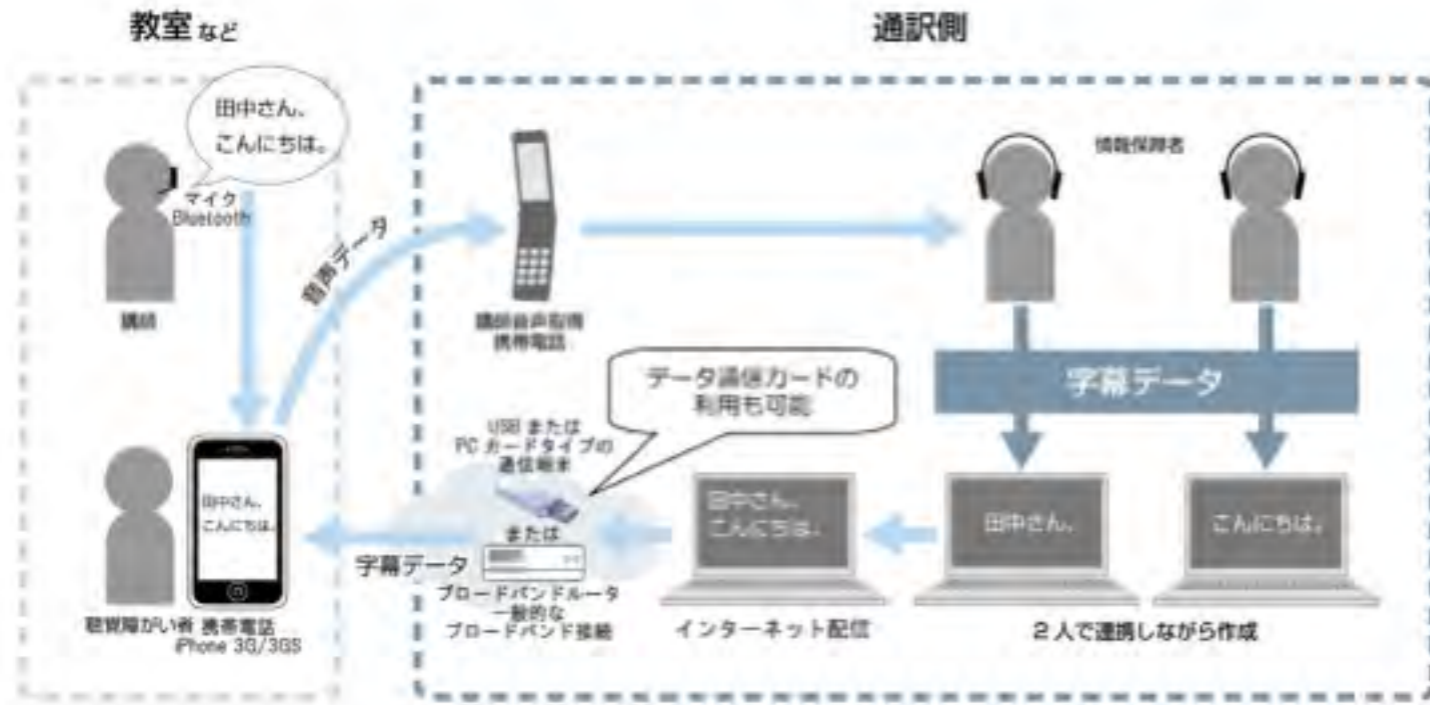 教室 など
通訳側
田中さん、
こんにちは。
マイク
Bluetooth
講師
音声データ
講師音声取得
携帯電話
情報保障者
字幕データ
データ通信カードの
利用も可能
USB または
PC カードタイプの
通信端末
または
ブロードバンドルータ
一般的な
ブロードバンド接続
字幕データ
田中さん、
こんにちは。
聴覚障がい者
携帯電話
iPhone 3G/3GS
田中さん、
こんにちは。
インターネット配信
田中さん、
こんにちは。
2人で連携しながら作成